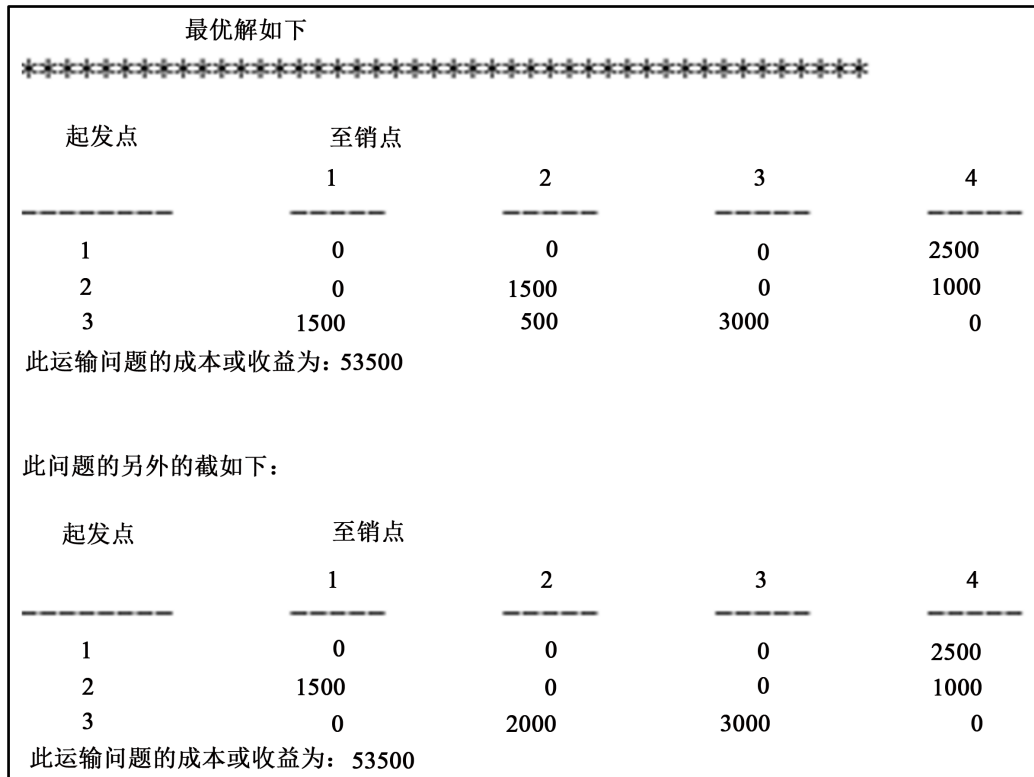 最优解如下
********************************************
起发点 至销点
1 2 3 4
-------- ----- ----- ----- -----
1 0 0 0 2500
2 0 1500 0 1000
3 1500 500 3000 0
此运输问题的成本或收益为: 53500
此问题的另外的截如下:
起发点 至销点
1 2 3 4
-------- ----- ----- ----- -----
1 0 0 0 2500
2 1500 0 0 1000
3 0 2000 3000 0
此运输问题的成本或收益为: 53500